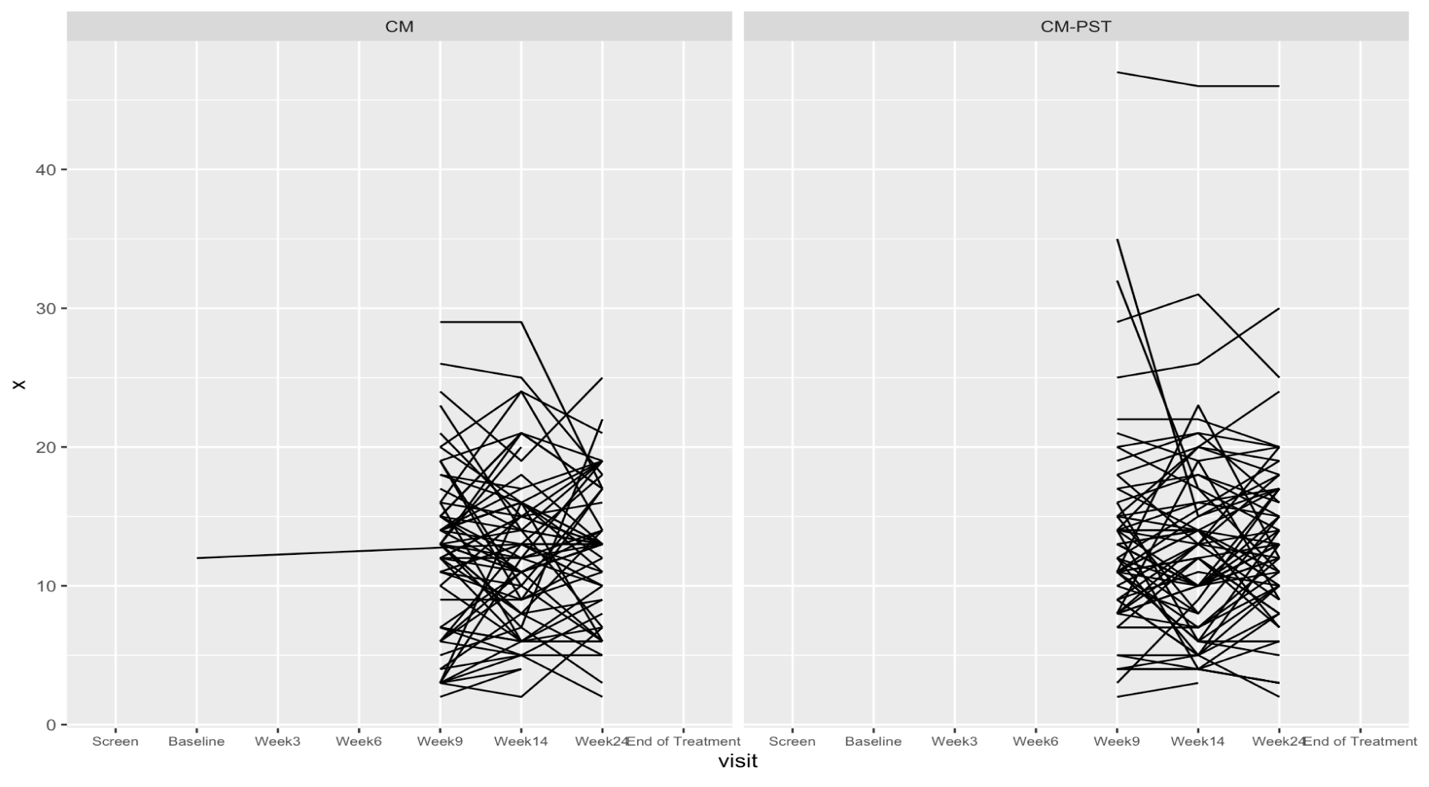 CM CM-PST
40
30
20
10
0
x
Screen Baseline Week3 Week6 Week9 Week14 Week24 End of Treatment Screen Baseline Week3 Week6 Week9 Week14 Week24 End of Treatment
visit